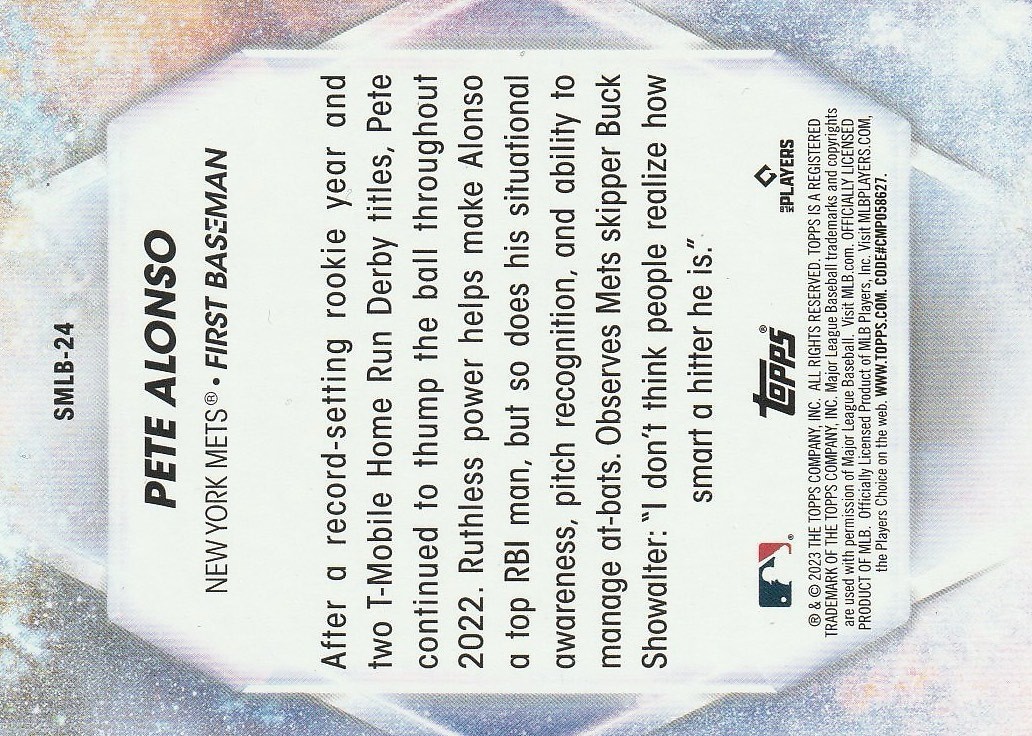 SMLB-24
PETE ALONSO
NEW YORK METS® • FIRST BASEMAN
After a record-setting rookie year and
two T-Mobile Home Run Derby titles, Pete
continued to thump the ball throughout
2022. Ruthless power helps make Alonso
a top RBI man, but so does his situational
awareness, pitch recognition, and ability to
manage at-bats. Observes Mets skipper Buck
Showalter: “I don’t think people realize how
smart a hitter he is.”
® topps® MLB PLAYERS
® & © 2023 THE TOPPS COMPANY, INC. ALL RIGHTS RESERVED. TOPPS IS A REGISTERED
TRADEMARK OF THE TOPPS COMPANY, INC. Major League Baseball trademarks and copyrights
are used with permission of Major League Baseball. Visit MLB.com. OFFICIALLY LICENSED
PRODUCT OF MLB. Officially Licensed Product of MLB Players, Inc. Visit MLBPLAYERS.COM,
the Players Choice on the web. WWW.TOPPS.COM. CODE#CMP058627.